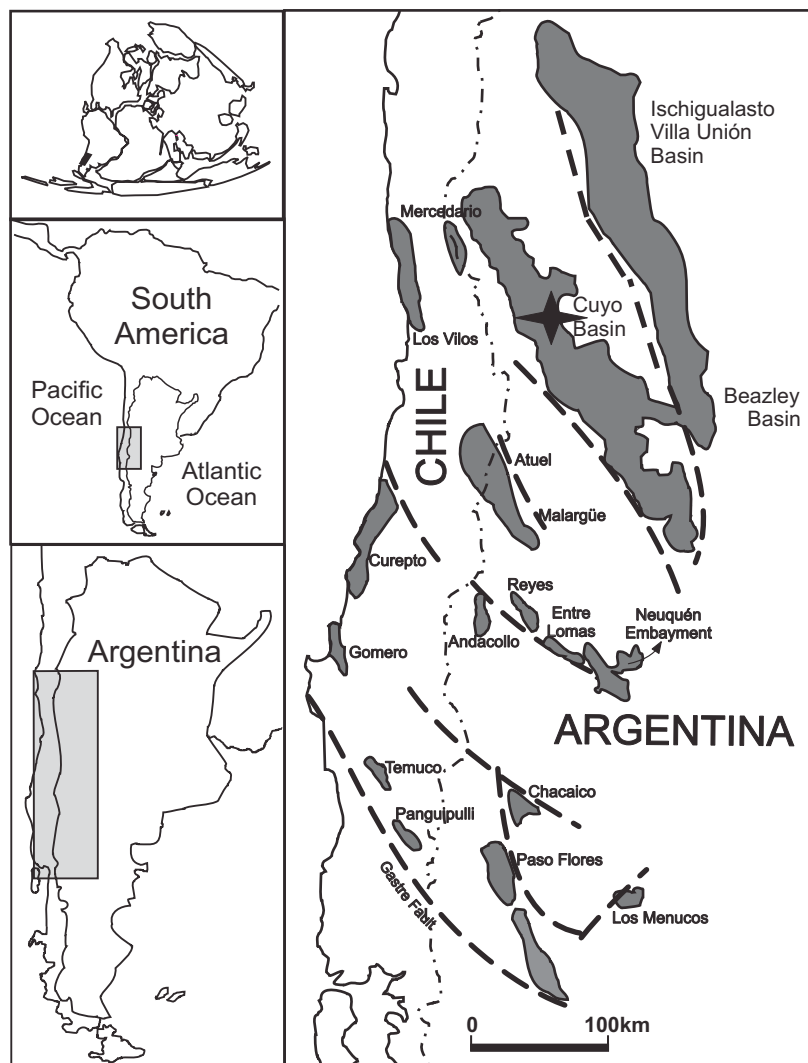 South
America
Pacific
Ocean
Atlantic
Ocean
Argentina
Ischigualasto
Villa Unión
Basin
Mercedario
Cuyo
Basin
Los Vilos
CHILE
Beazley
Basin
Atuel
Malargüe
Curepto
Reyes
Entre
Lomas
Neuquén
Embayment
Andacollo
Gomero
ARGENTINA
Temuco
Chacaico
Panguipulli
Paso Flores
Gastre Fault
Los Menucos
0 100km